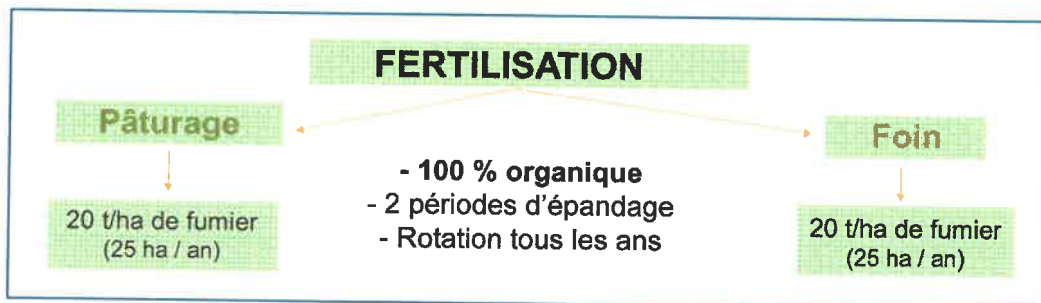 FERTILISATION
Pâturage
Foin
- 100 % organique
- 2 périodes d'épandage
- Rotation tous les ans
20 t/ha de fumier
(25 ha / an)
20 t/ha de fumier
(25 ha / an)